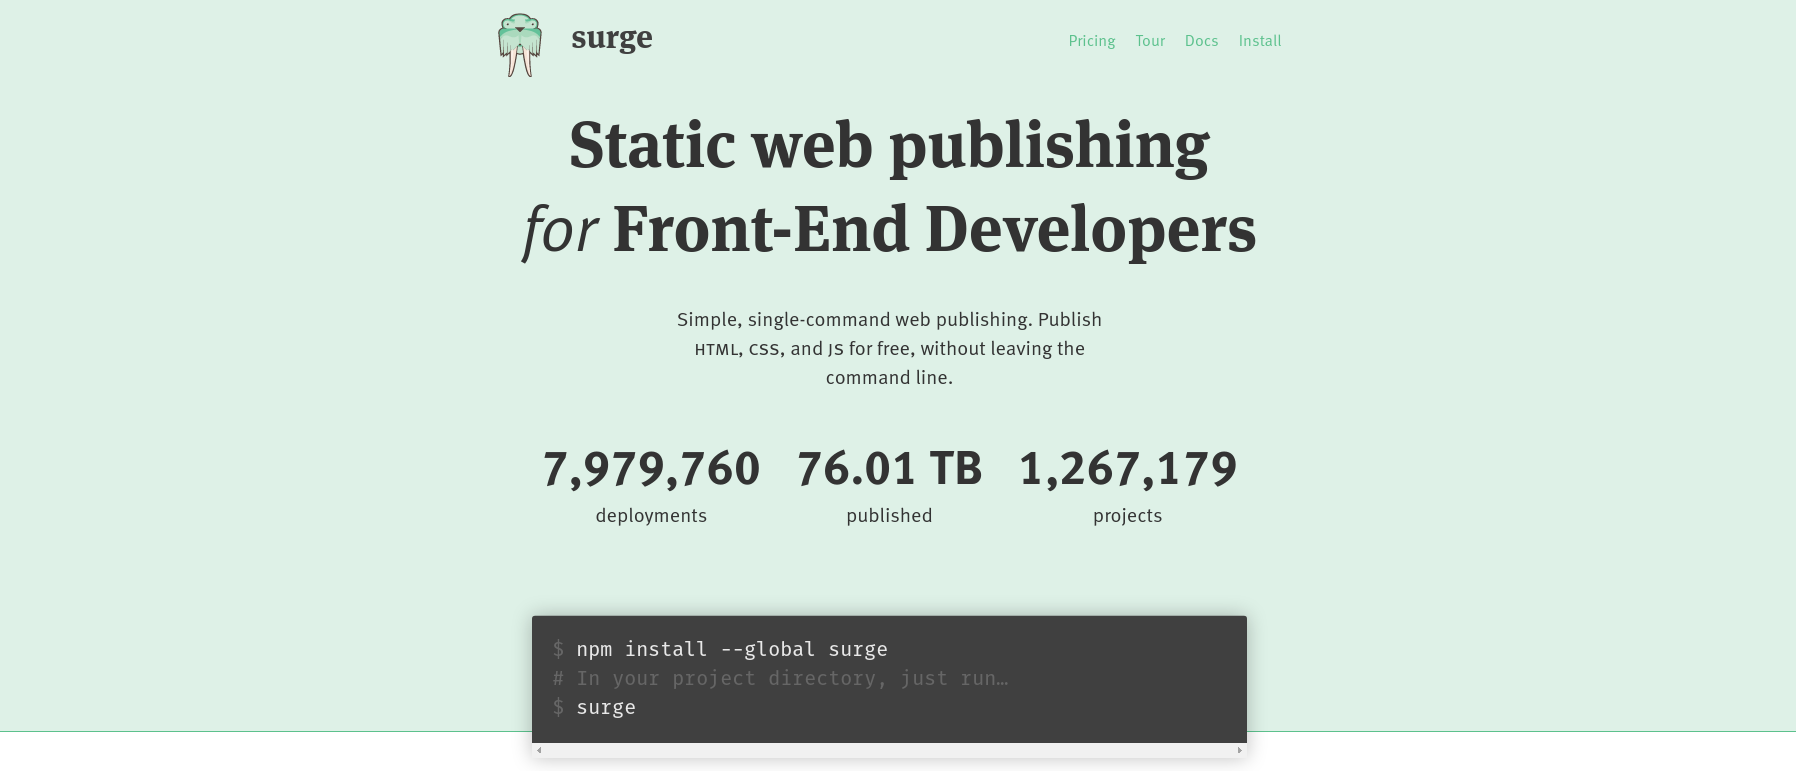 surge
Pricing Tour Docs Install
Static web publishing
for Front-End Developers
Simple, single-command web publishing. Publish
HTML, CSS, and JS for free, without leaving the
command line.
7,979,760 76.01 TB 1,267,179
deployments published projects
$ npm install --global surge
# In your project directory, just run…
$ surge